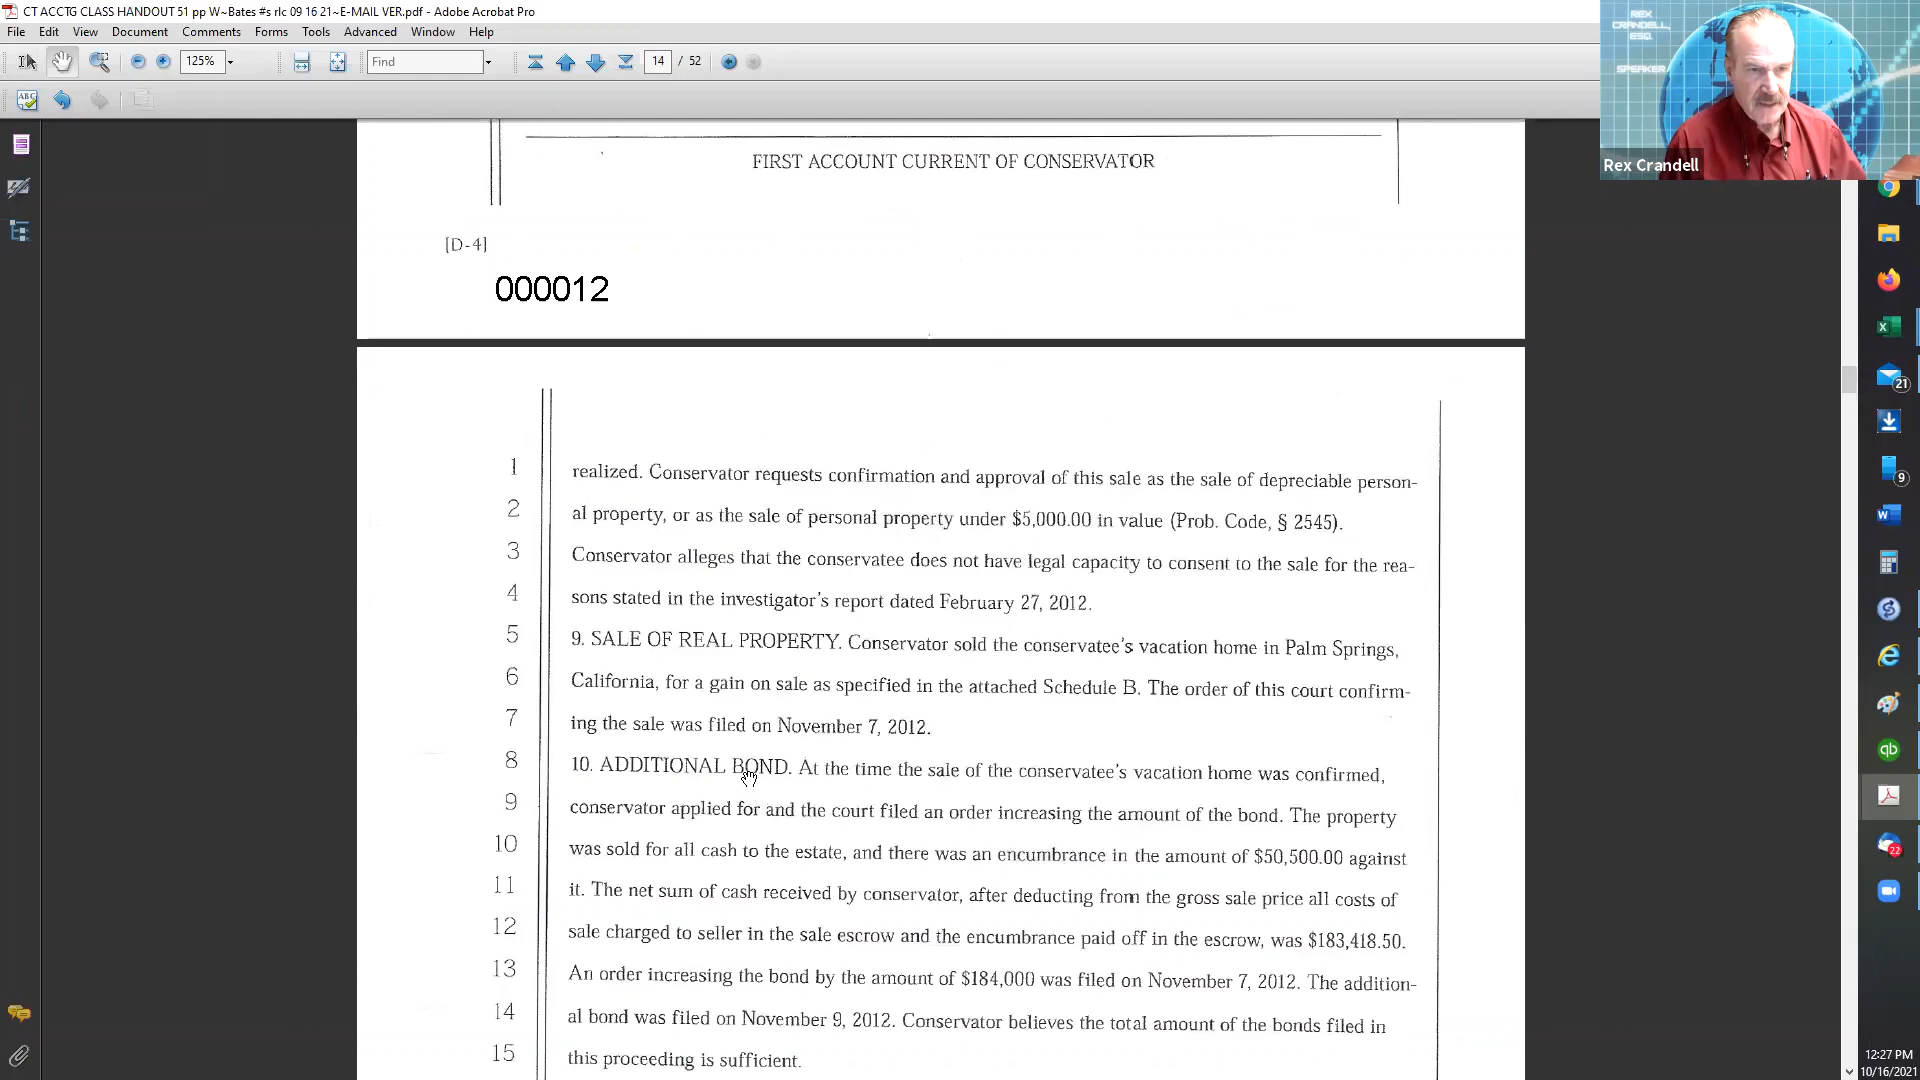 CT ACCTG CLASS HANDOUT 51 pp W~Bates #s rlc 09 16 21~E-MAIL VER.pdf - Adobe Acrobat Pro
File Edit View Document Comments Forms Tools Advanced Window Help
125% Find 14 / 52
REX CRANDELL, ESQ.
SPEAKER
Rex Crandell
FIRST ACCOUNT CURRENT OF CONSERVATOR
[D-4]
000012
1 realized. Conservator requests confirmation and approval of this sale as the sale of depreciable person-
2 al property, or as the sale of personal property under $5,000.00 in value (Prob. Code, § 2545).
3 Conservator alleges that the conservatee does not have legal capacity to consent to the sale for the rea-
4 sons stated in the investigator's report dated February 27, 2012.
5 9. SALE OF REAL PROPERTY. Conservator sold the conservatee's vacation home in Palm Springs,
6 California, for a gain on sale as specified in the attached Schedule B. The order of this court confirm-
7 ing the sale was filed on November 7, 2012.
8 10. ADDITIONAL BOND. At the time the sale of the conservatee's vacation home was confirmed,
9 conservator applied for and the court filed an order increasing the amount of the bond. The property
10 was sold for all cash to the estate, and there was an encumbrance in the amount of $50,500.00 against
11 it. The net sum of cash received by conservator, after deducting from the gross sale price all costs of
12 sale charged to seller in the sale escrow and the encumbrance paid off in the escrow, was $183,418.50.
13 An order increasing the bond by the amount of $184,000 was filed on November 7, 2012. The addition-
14 al bond was filed on November 9, 2012. Conservator believes the total amount of the bonds filed in
15 this proceeding is sufficient.
21
9
22
12:27 PM
10/16/2021